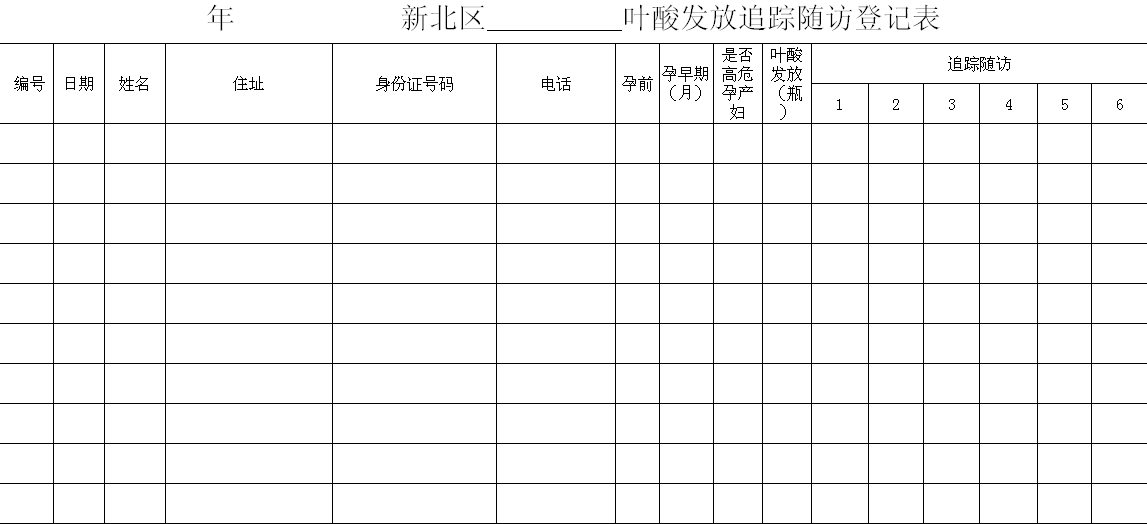 年 新北区__________叶酸发放追踪随访登记表
编号 日期 姓名 住址 身份证号码 电话 孕前 孕早期（月） 是否高危孕产妇 叶酸发放（瓶） 追踪随访
1 2 3 4 5 6